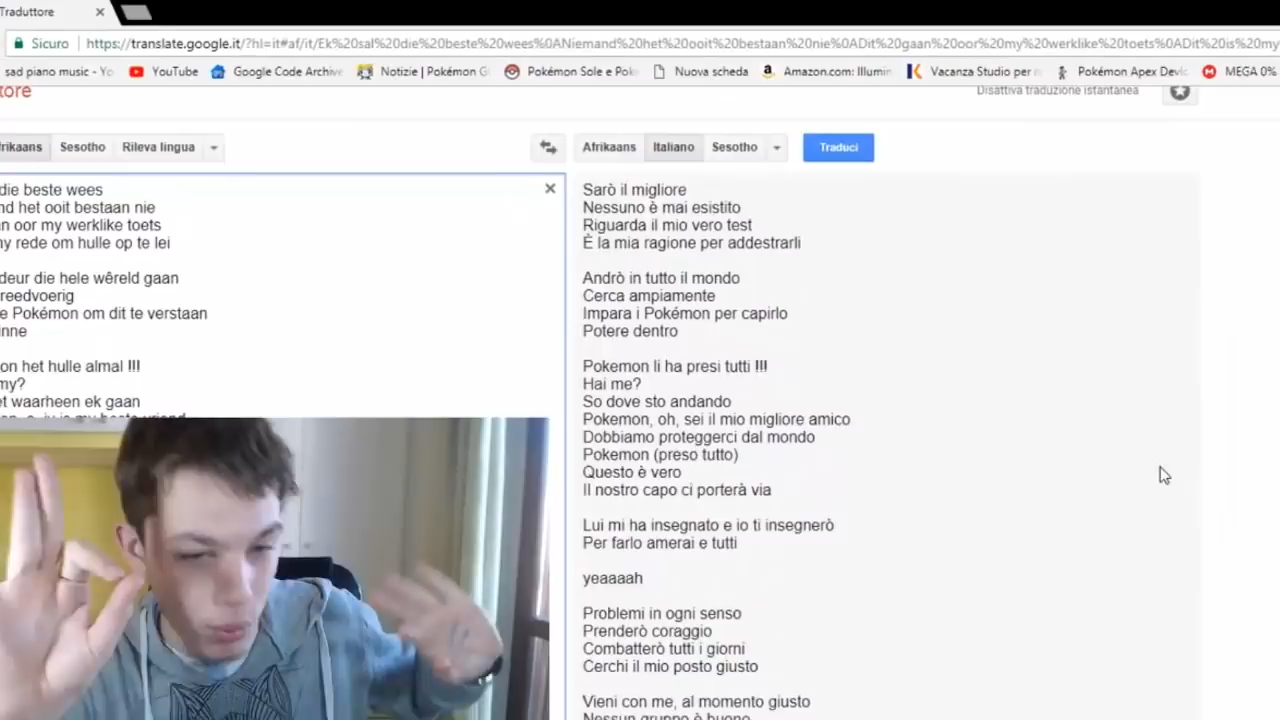 Traduttore
Sicuro https://translate.google.it/?hl=it#af/it/Ek%20sal%20die%20beste%20wees%0ANiemand%20het%20ooit%20bestaan%20nie%0ADit%20gaan%20oor%20my%20werklike%20toets%0ADit%20is%20my
sad piano music - Yo YouTube Google Code Archive Notizie | Pokémon G Pokémon Sole e Pok Nuova scheda Amazon.com: Illumin Vacanza Studio per Pokémon Apex Devic MEGA 0%
tore Disattiva traduzione istantanea
frikaans Sesotho Rileva lingua Afrikaans Italiano Sesotho Traduci
die beste wees
nd het ooit bestaan nie
n oor my werklike toets
ny rede om hulle op te lei
deur die hele wêreld gaan
reedvoerig
e Pokémon om dit te verstaan
inne
on het hulle almal !!!
my?
et waarheen ek gaan
Sarò il migliore
Nessuno è mai esistito
Riguarda il mio vero test
È la mia ragione per addestrarli
Andrò in tutto il mondo
Cerca ampiamente
Impara i Pokémon per capirlo
Potere dentro
Pokemon li ha presi tutti !!!
Hai me?
So dove sto andando
Pokemon, oh, sei il mio migliore amico
Dobbiamo proteggerci dal mondo
Pokemon (preso tutto)
Questo è vero
Il nostro capo ci porterà via
Lui mi ha insegnato e io ti insegnerò
Per farlo amerai e tutti
yeaaaah
Problemi in ogni senso
Prenderò coraggio
Combatterò tutti i giorni
Cerchi il mio posto giusto
Vieni con me, al momento giusto
Nessun gruppo è buono